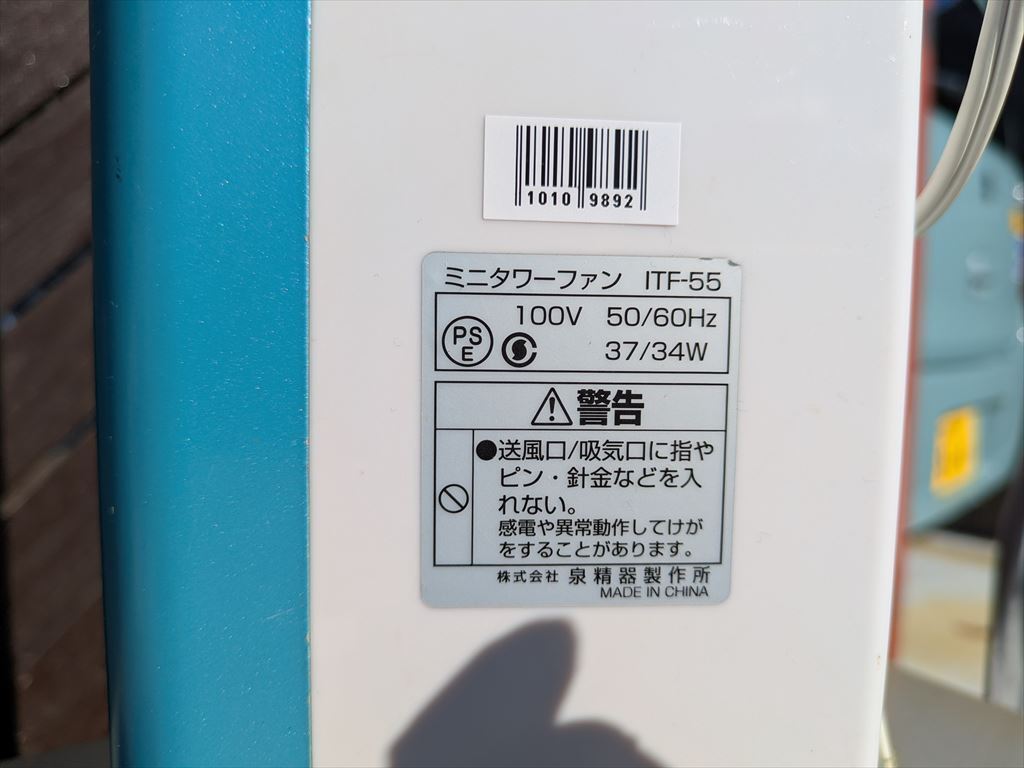 1010 9892
ミニタワーファン ITF-55
100V 50/60Hz
PS
E
37/34W
警告
●送風口/吸気口に指や
ピン・針金などを入
れない。
感電や異常動作してけが
をすることがあります。
株式会社 泉精器製作所
MADE IN CHINA